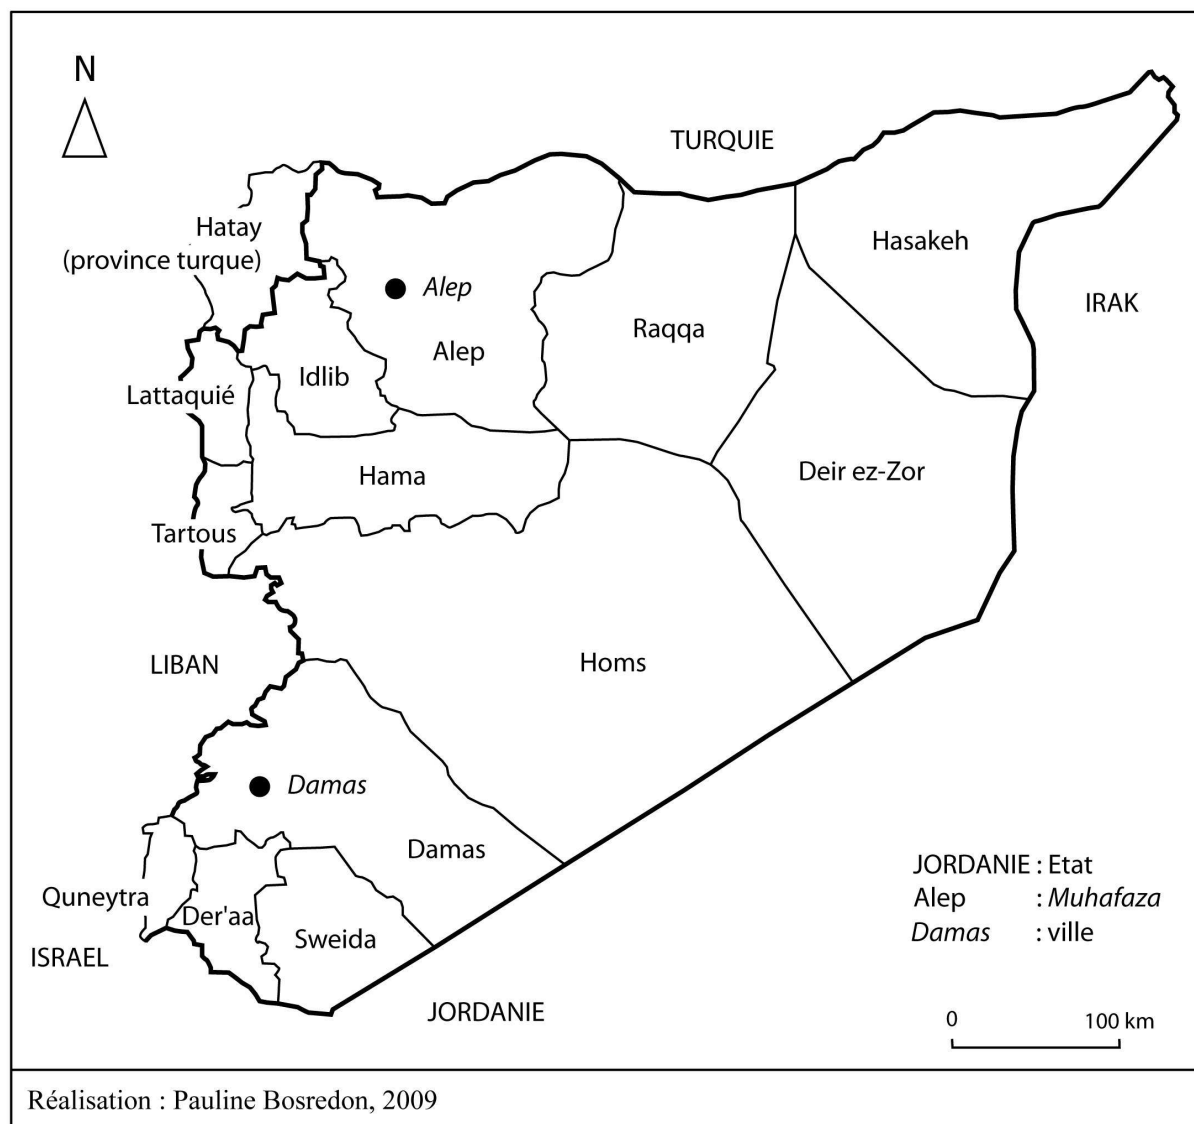 N
TURQUIE
Hatay
(province turque)
Hasakeh
Alep
IRAK
Raqqa
Alep
Idlib
Lattaquié
Deir ez-Zor
Hama
Tartous
LIBAN
Homs
Damas
Damas
Quneytra
Der'aa
Sweida
ISRAEL
JORDANIE
JORDANIE : Etat
Alep : Muhafaza
Damas : ville
0 100 km
Réalisation : Pauline Bosredon, 2009